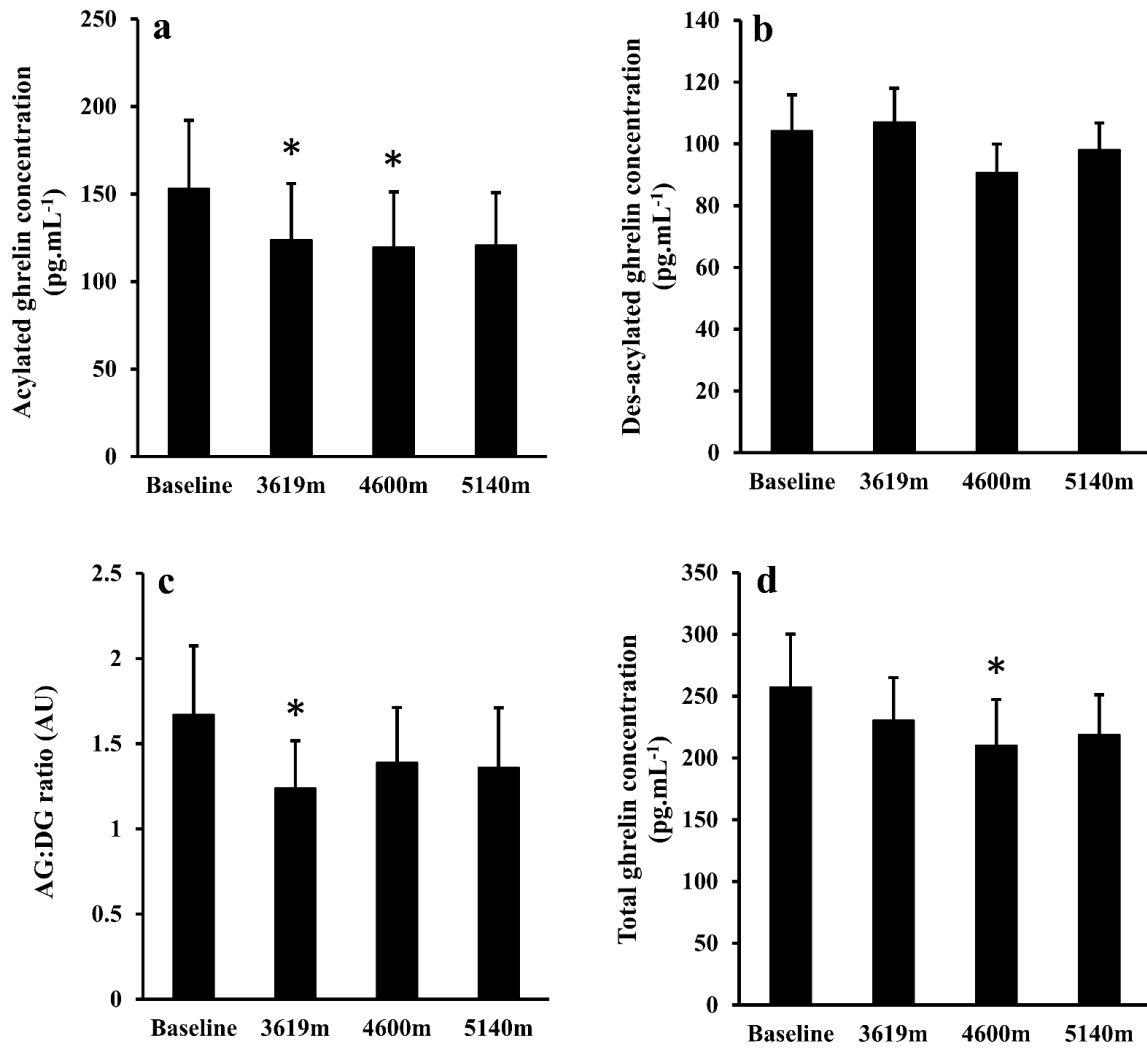 a
Acylated ghrelin concentration
(pg.mL-1)
250
200
150
100
50
0
*
*
Baseline 3619m 4600m 5140m
b
Des-acylated ghrelin concentration
(pg.mL-1)
140
120
100
80
60
40
20
0
Baseline 3619m 4600m 5140m
c
AG:DG ratio (AU)
2.5
2
1.5
1
0.5
0
*
Baseline 3619m 4600m 5140m
d
Total ghrelin concentration
(pg.mL-1)
350
300
250
200
150
100
50
0
*
Baseline 3619m 4600m 5140m